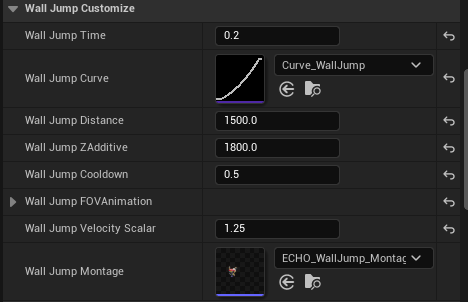 Wall Jump Customize
Wall Jump Time 0.2
Wall Jump Curve Curve_WallJump
Wall Jump Distance 1500.0
Wall Jump ZAdditive 1800.0
Wall Jump Cooldown 0.5
Wall Jump FOVAnimation
Wall Jump Velocity Scalar 1.25
Wall Jump Montage ECHO_WallJump_Montag